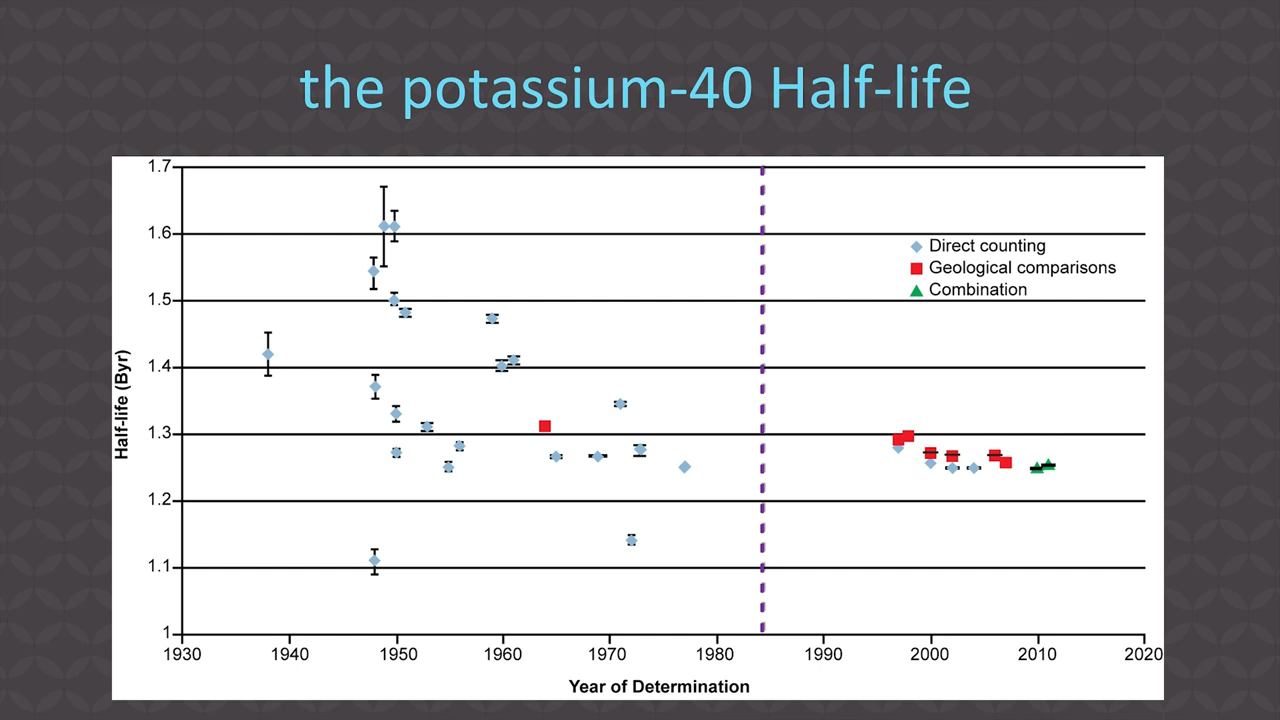 the potassium-40 Half-life
1.7
1.6
1.5
1.4
1.3
1.2
1.1
1
Half-life (Byr)
Direct counting
Geological comparisons
Combination
1930 1940 1950 1960 1970 1980 1990 2000 2010 2020
Year of Determination